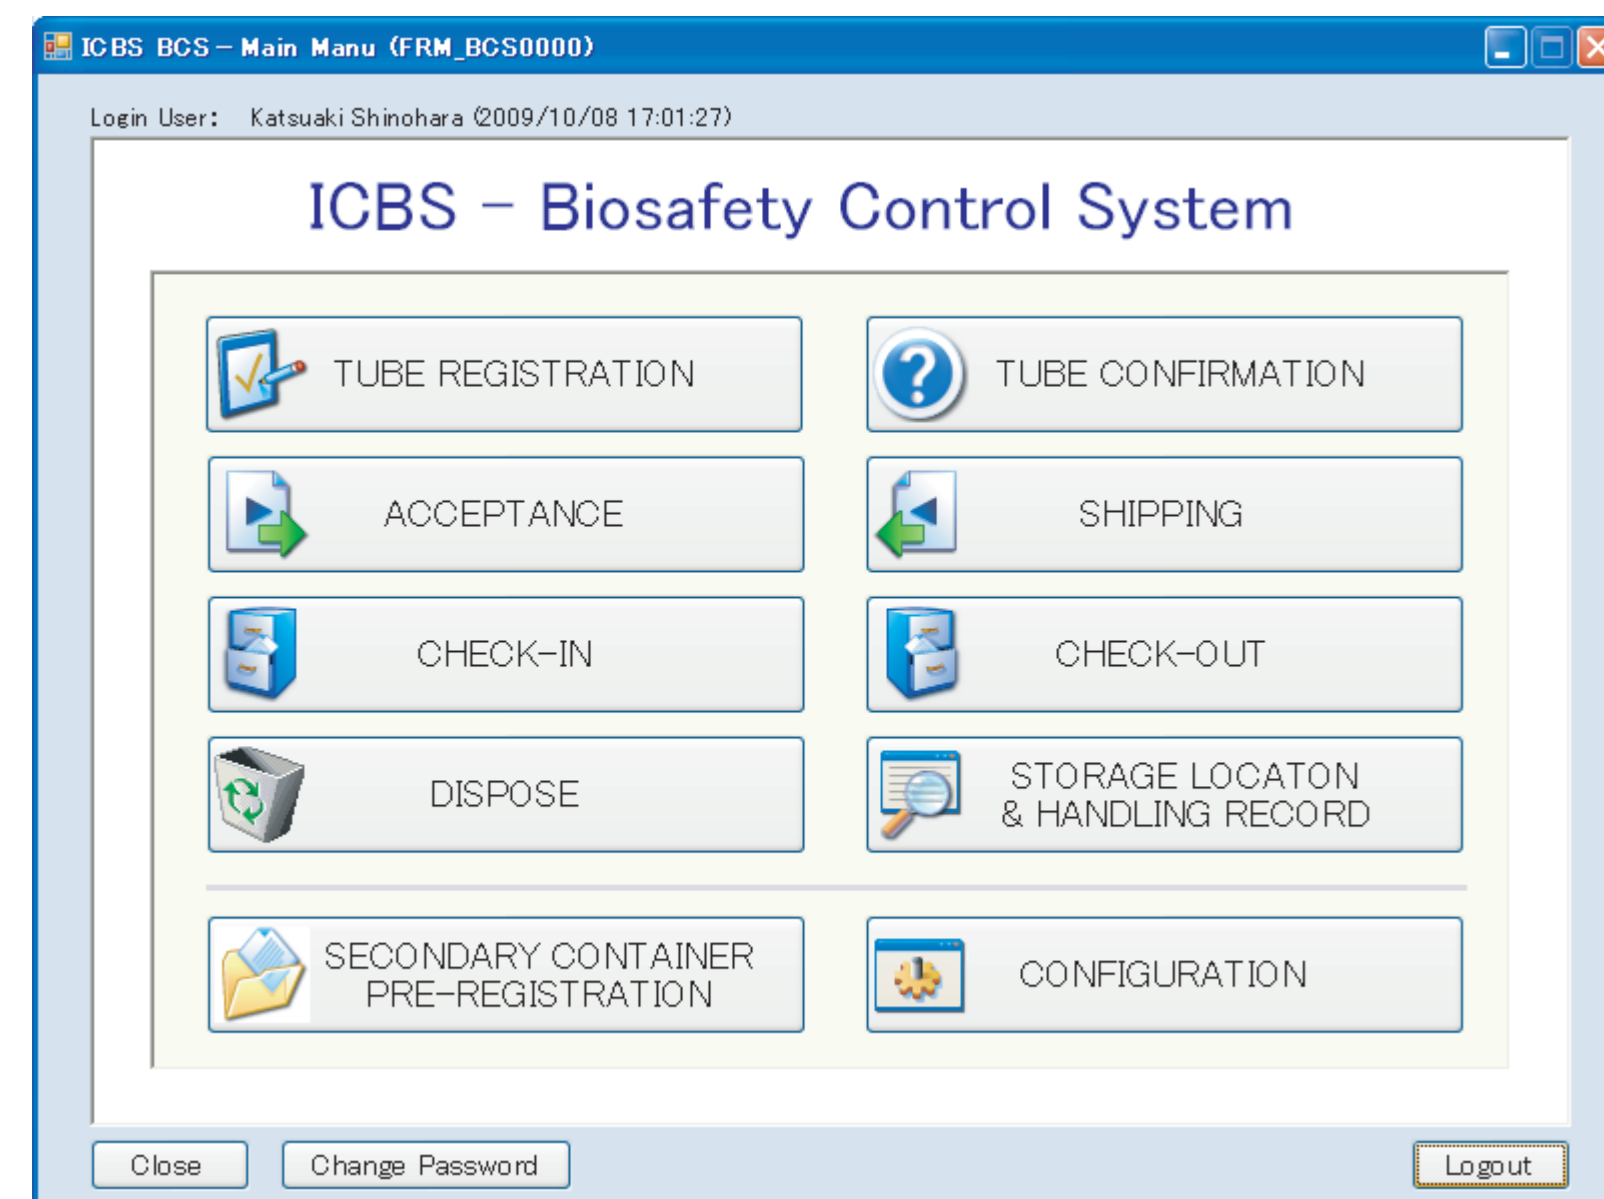 ICBS BCS - Main Manu (FRM_BCS0000)
Login User: Katsuaki Shinohara (2009/10/08 17:01:27)
ICBS - Biosafety Control System
TUBE REGISTRATION
TUBE CONFIRMATION
ACCEPTANCE
SHIPPING
CHECK-IN
CHECK-OUT
DISPOSE
STORAGE LOCATON
& HANDLING RECORD
SECONDARY CONTAINER
PRE-REGISTRATION
CONFIGURATION
Close
Change Password
Logout